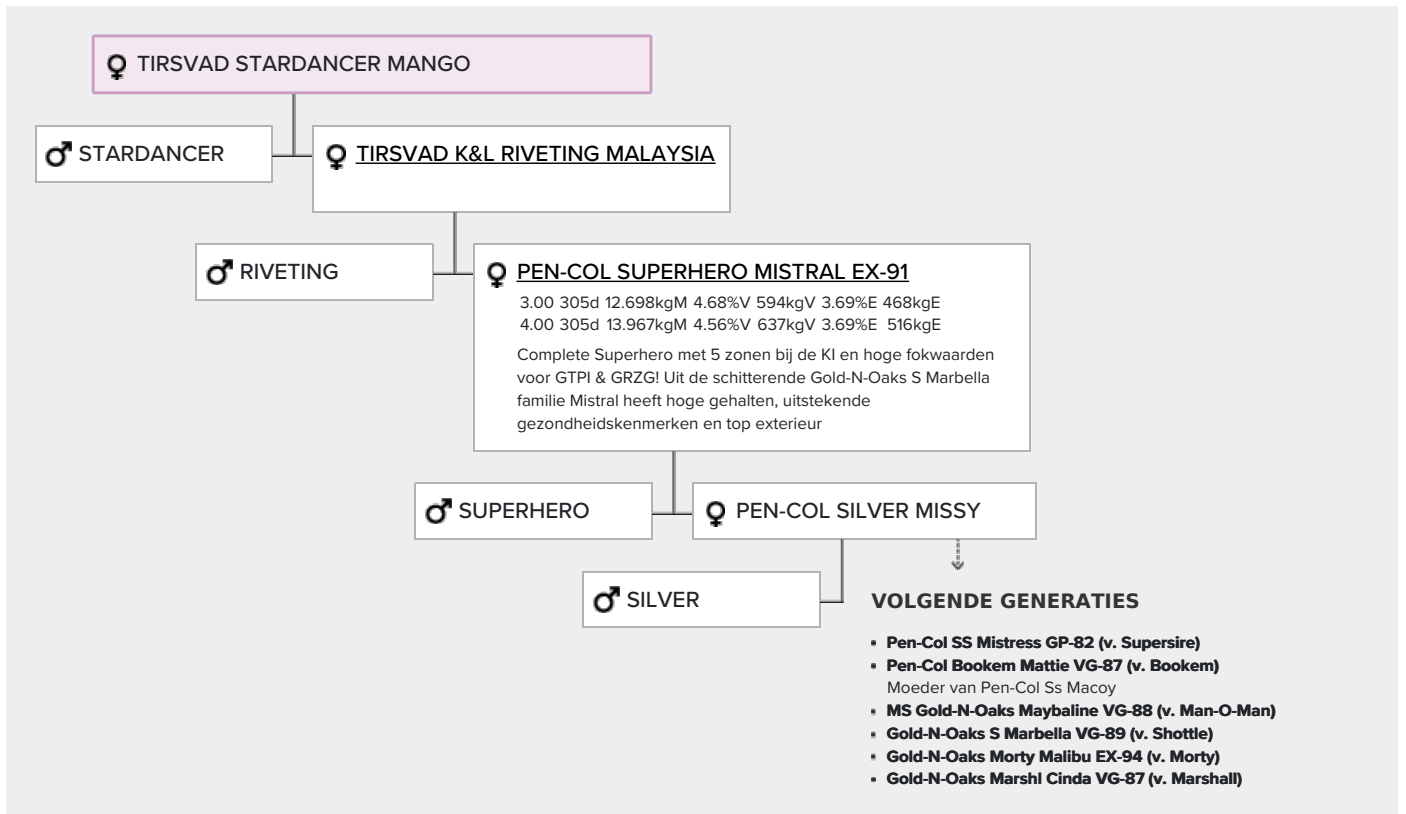 TIRSVAD STARDANCER MANGO
STARDANCER
TIRSVAD K&L RIVETING MALAYSIA
RIVETING
PEN-COL SUPERHERO MISTRAL EX-91
3.00 305d 12.698kgM 4.68%V 594kgV 3.69%E 468kgE
4.00 305d 13.967kgM 4.56%V 637kgV 3.69%E 516kgE
Complete Superhero met 5 zonen bij de KI en hoge fokwaarden
voor GTPI & GRZG! Uit de schitterende Gold-N-Oaks S Marbella
familie Mistral heeft hoge gehalten, uitstekende
gezondheidskenmerken en top exterieur
SUPERHERO
PEN-COL SILVER MISSY
SILVER
VOLGENDE GENERATIES
Pen-Col SS Mistress GP-82 (v. Supersire)
Pen-Col Bookem Mattie VG-87 (v. Bookem)
Moeder van Pen-Col Ss Macoy
MS Gold-N-Oaks Maybaline VG-88 (v. Man-O-Man)
Gold-N-Oaks S Marbella VG-89 (v. Shottle)
Gold-N-Oaks Morty Malibu EX-94 (v. Morty)
Gold-N-Oaks Marshl Cinda VG-87 (v. Marshall)